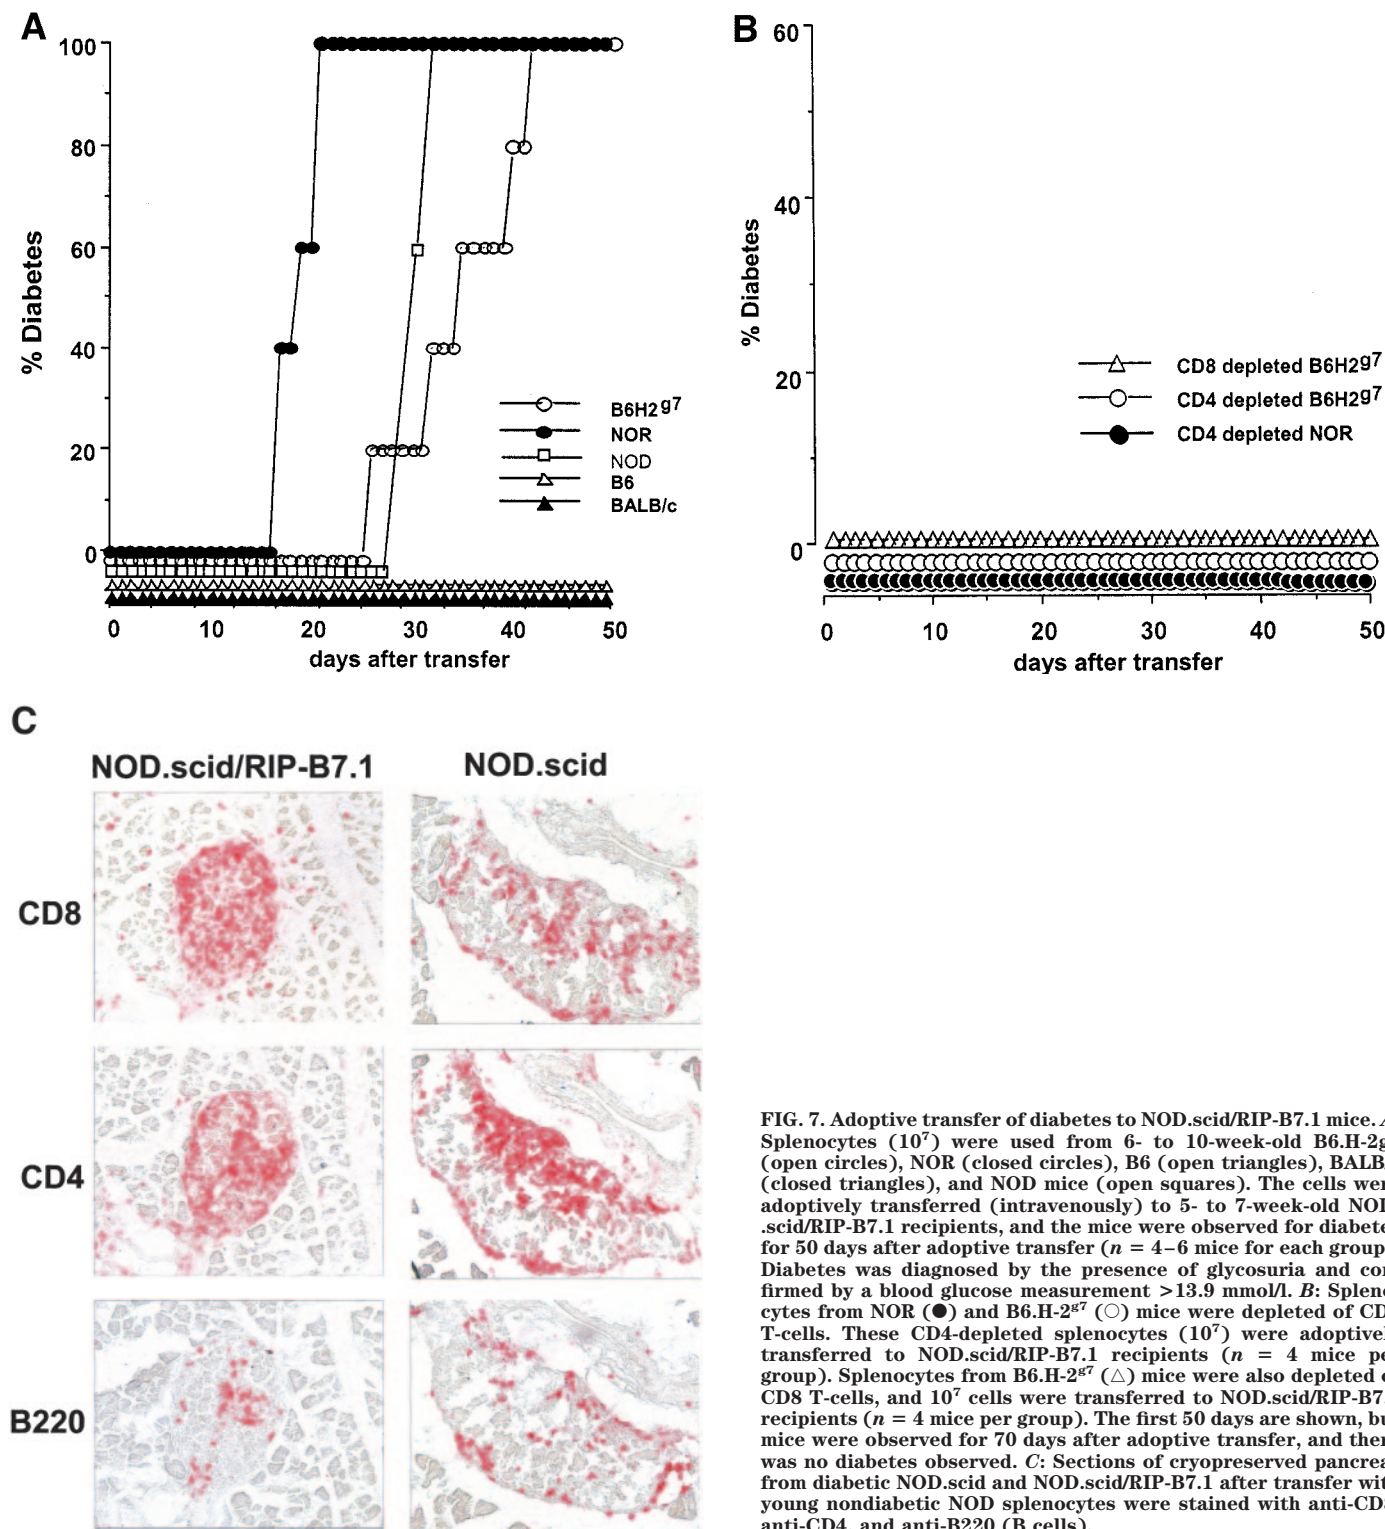 A
100
80
60
40
20
0
% Diabetes
B6H2g7
NOR
NOD
B6
BALB/c
0 10 20 30 40 50
days after transfer
B
60
40
20
0
% Diabetes
CD8 depleted B6H2g7
CD4 depleted B6H2g7
CD4 depleted NOR
0 10 20 30 40 50
days after transfer
C
NOD.scid/RIP-B7.1 NOD.scid
CD8
CD4
B220
FIG. 7. Adoptive transfer of diabetes to NOD.scid/RIP-B7.1 mice.
Splenocytes (10⁷) were used from 6- to 10-week-old B6.H-2g
(open circles), NOR (closed circles), B6 (open triangles), BALB
(closed triangles), and NOD mice (open squares). The cells wer
adoptively transferred (intravenously) to 5- to 7-week-old NOD
.scid/RIP-B7.1 recipients, and the mice were observed for diabete
for 50 days after adoptive transfer (n = 4–6 mice for each group
Diabetes was diagnosed by the presence of glycosuria and con
firmed by a blood glucose measurement >13.9 mmol/l. B: Spleno
cytes from NOR (●) and B6.H-2g7 (○) mice were depleted of CD
T-cells. These CD4-depleted splenocytes (10⁷) were adoptivel
transferred to NOD.scid/RIP-B7.1 recipients (n = 4 mice pe
group). Splenocytes from B6.H-2g7 (△) mice were also depleted o
CD8 T-cells, and 10⁷ cells were transferred to NOD.scid/RIP-B7.
recipients (n = 4 mice per group). The first 50 days are shown, bu
mice were observed for 70 days after adoptive transfer, and ther
was no diabetes observed. C: Sections of cryopreserved pancrea
from diabetic NOD.scid and NOD.scid/RIP-B7.1 after transfer wit
young nondiabetic NOD splenocytes were stained with anti-CD8
anti-CD4, and anti-B220 (B cells).